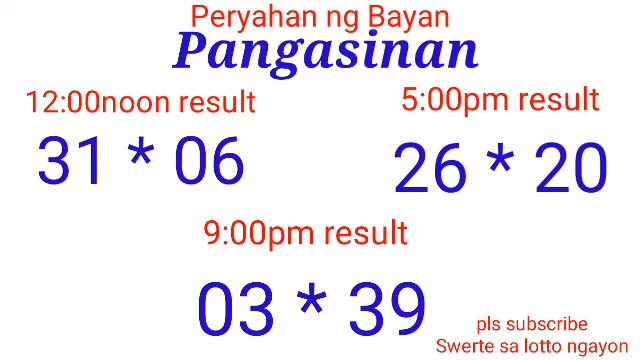 Peryahan ng Bayan
Pangasinan
12:00noon result
31 * 06
5:00pm result
26 * 20
9:00pm result
03 * 39
pls subscribe
Swerte sa lotto ngayon